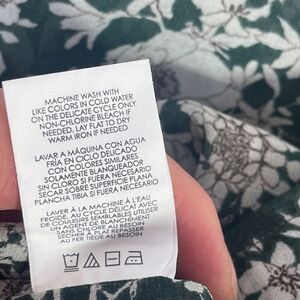 MACHINE WASH WITH
LIKE COLORS IN COLD WATER
ON THE DELICATE CYCLE ONLY
NON-CHLORINE BLEACH IF
NEEDED. LAY FLAT TO DRY
WARM IRON IF NEEDED.
LAVAR A MÁQUINA CON AGUA
FRÍA EN CICLO DELICADO
CON COLORES SIMILARES
SOLAMENTE BLANQUEADOR
SIN CLORO SI FUERA NECESARIO
SECAR SOBRE SUPERFICIE PLANA
PLANCHA TIBIA SI FUERA NECESARIO
LAVER À LA MACHINE À L'EAU
FROIDE, AU CYCLE DÉLICAT AVEC
DE COULEURS SEMBLABLES UTILISER
UN AGENT DE BLANCHIMENT
SANS CHLORE AU BESOIN
SÉCHER À PLAT REPASSER
AU FER TIÈDE AU BESOIN